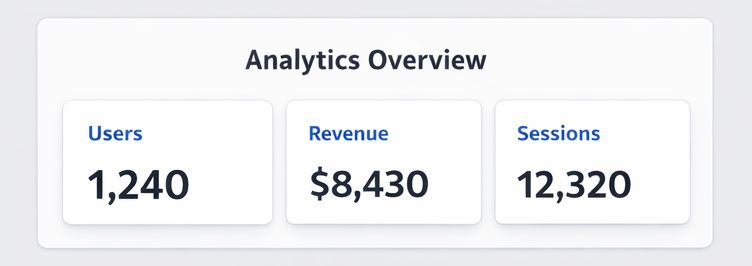 Analytics Overview
Users
1,240
Revenue
$8,430
Sessions
12,320